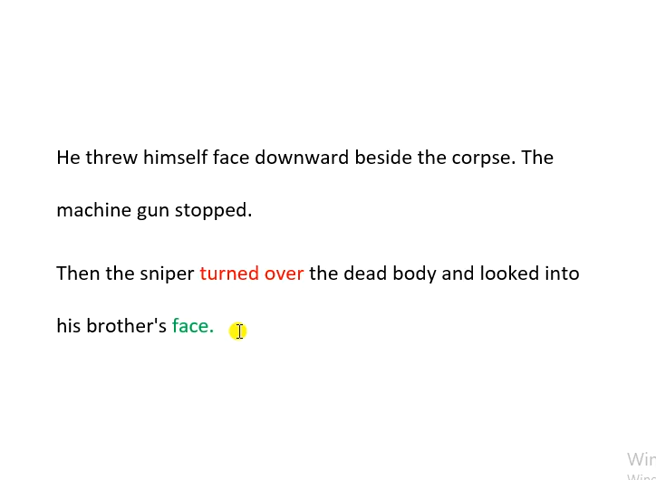 He threw himself face downward beside the corpse. The
machine gun stopped.
Then the sniper turned over the dead body and looked into
his brother's face.